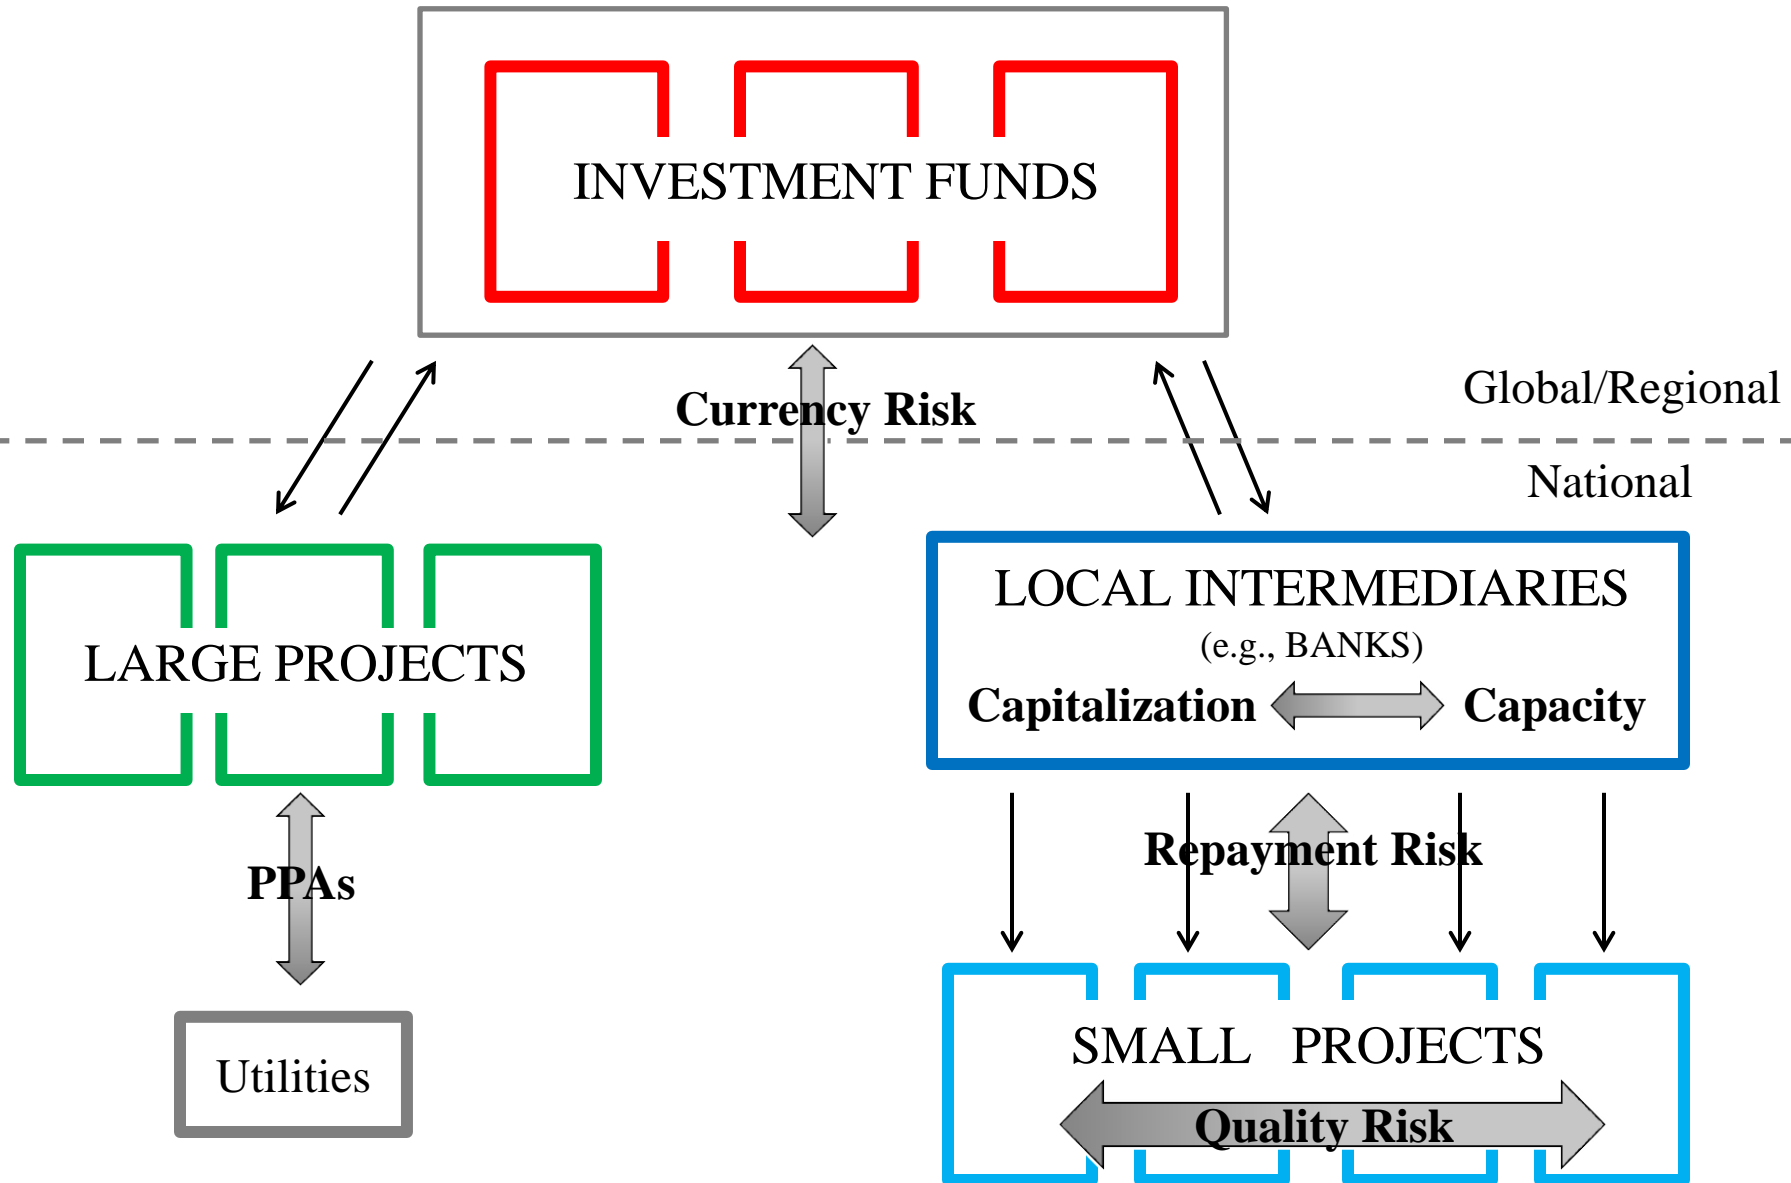 INVESTMENT FUNDS
Global/Regional
Currency Risk
National
LOCAL INTERMEDIARIES
(e.g., BANKS)
LARGE PROJECTS
Capitalization
Capacity
Repayment Risk
PPAs
SMALL PROJECTS
Utilities
Quality Risk